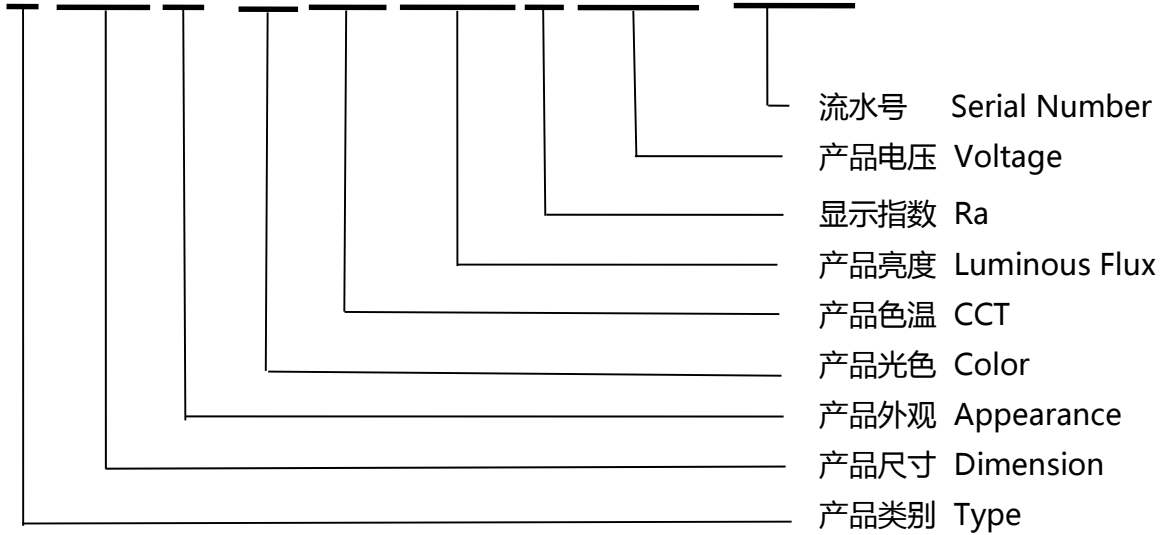 流水号 Serial Number
产品电压 Voltage
显示指数 Ra
产品亮度 Luminous Flux
产品色温 CCT
产品光色 Color
产品外观 Appearance
产品尺寸 Dimension
产品类别 Type